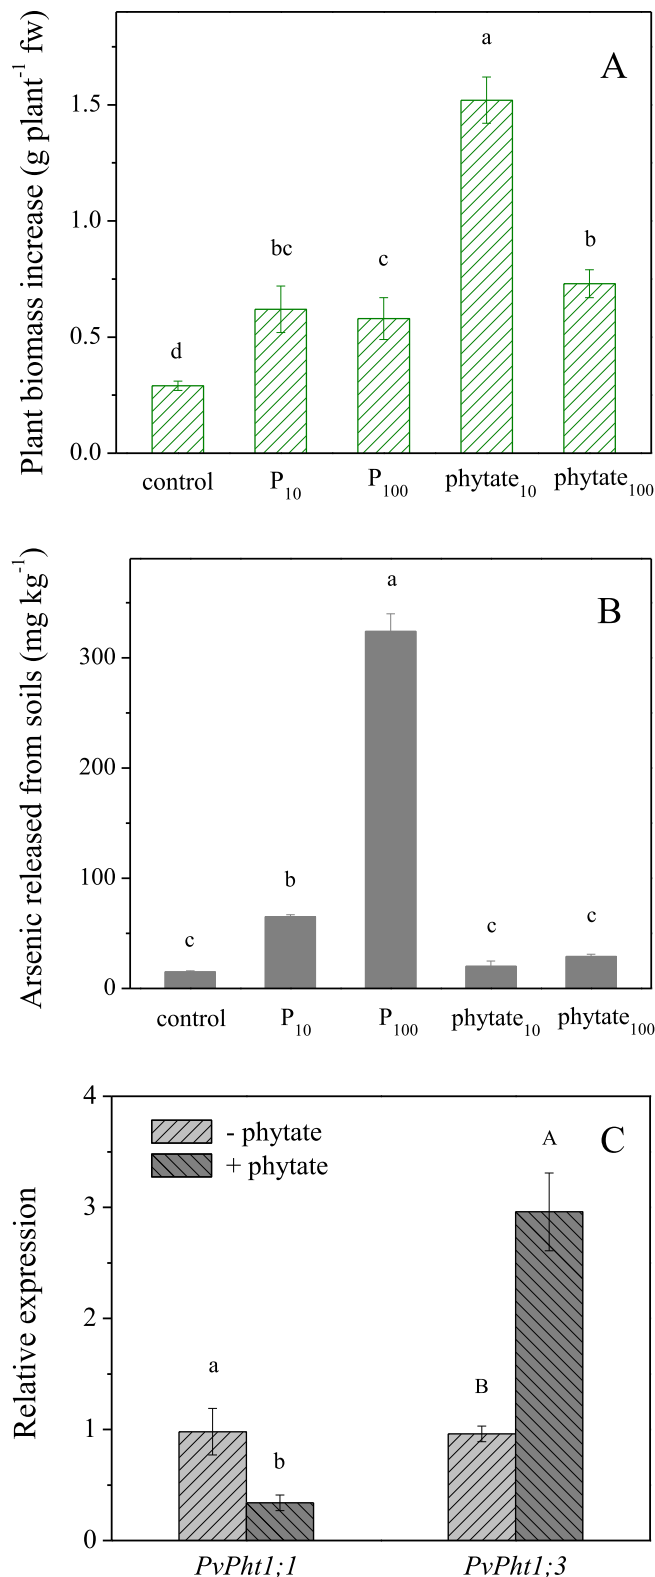 Plant biomass increase (g plant⁻¹ fw)
A
1.5
1.0
0.5
0.0
d
bc
c
a
b
control P₁₀ P₁₀₀ phytate₁₀ phytate₁₀₀
Arsenic released from soils (mg kg⁻¹)
B
300
200
100
0
c
b
a
c
c
control P₁₀ P₁₀₀ phytate₁₀ phytate₁₀₀
Relative expression
C
- phytate
+ phytate
4
3
2
1
0
a
b
B
A
PvPht1;1 PvPht1;3